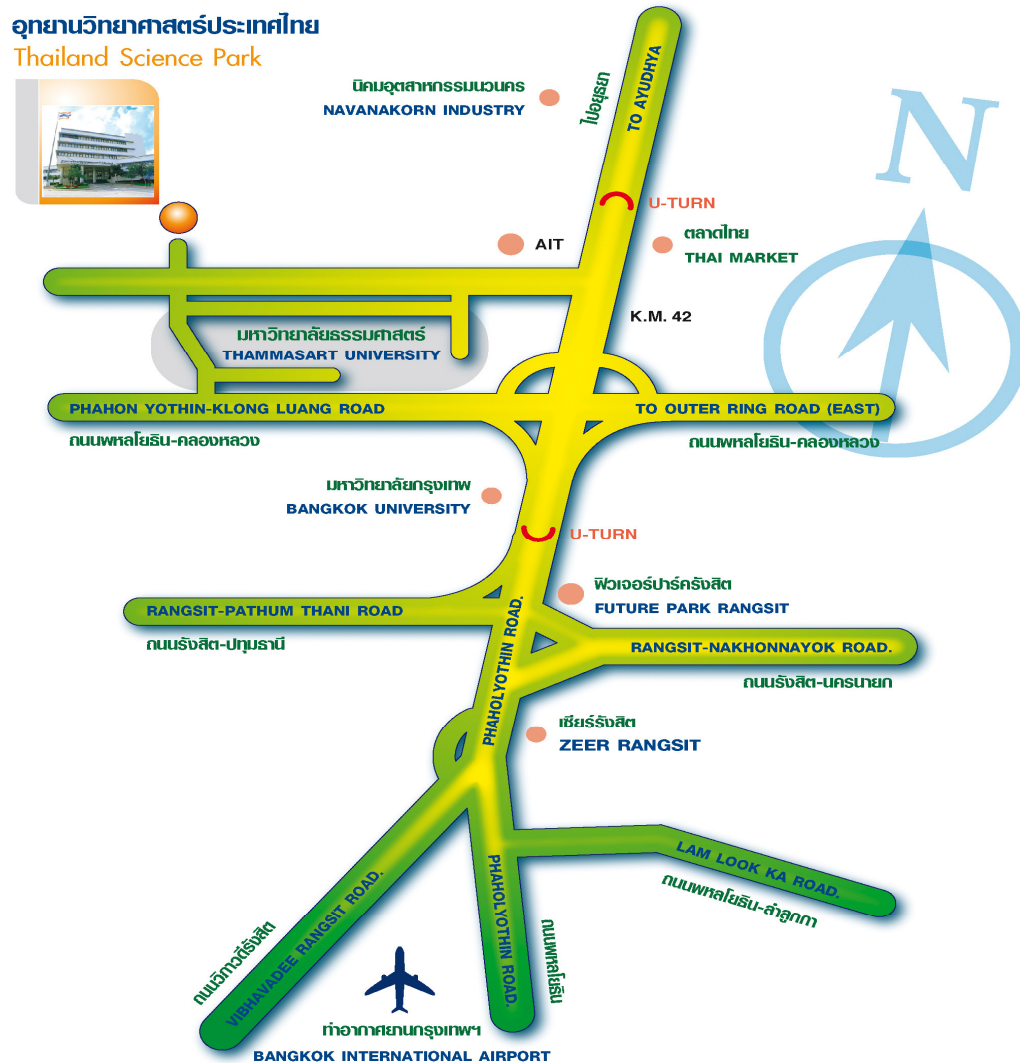 อุทยานวิทยาศาสตร์ประเทศไทย
Thailand Science Park
นิคมอุตสาหกรรมนวนคร
NAVANAKORN INDUSTRY
ไปอยุธยา
TO AYUDHYA
N
U-TURN
AIT
ตลาดไทย
THAI MARKET
K.M. 42
มหาวิทยาลัยธรรมศาสตร์
THAMMASART UNIVERSITY
PHAHON YOTHIN-KLONG LUANG ROAD
TO OUTER RING ROAD (EAST)
ถนนพหลโยธิน-คลองหลวง
ถนนพหลโยธิน-คลองหลวง
มหาวิทยาลัยกรุงเทพ
BANGKOK UNIVERSITY
U-TURN
ฟิวเจอร์ปาร์ครังสิต
FUTURE PARK RANGSIT
RANGSIT-PATHUM THANI ROAD
ถนนรังสิต-ปทุมธานี
PHAHOLYOTHIN ROAD.
RANGSIT-NAKHONNAYOK ROAD.
ถนนรังสิต-นครนายก
เซียร์รังสิต
ZEER RANGSIT
LAM LOOK KA ROAD.
ถนนพหลโยธิน-ลำลูกกา
ถนนวิภาวดีรังสิต
VIBHAVADEE RANGSIT ROAD.
PHAHOLYOTHIN ROAD.
ถนนพหลโยธิน
ท่าอากาศยานกรุงเทพฯ
BANGKOK INTERNATIONAL AIRPORT